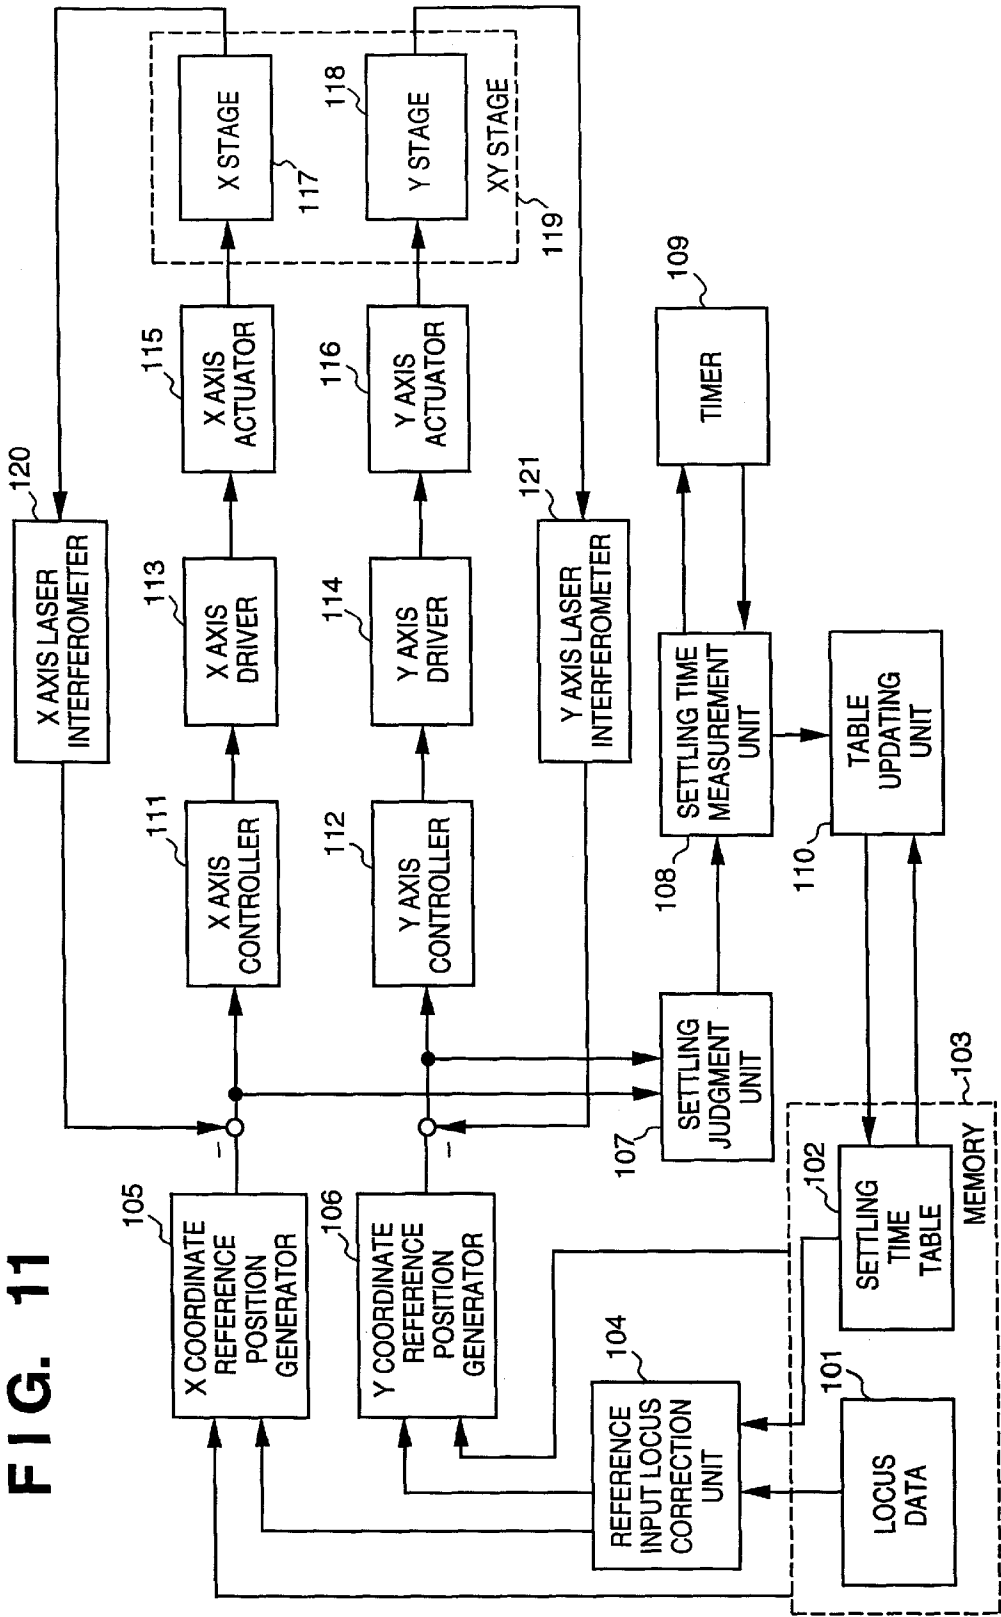 FIG. 11
120
X AXIS LASER
INTERFEROMETER
105
X COORDINATE
REFERENCE
POSITION
GENERATOR
–
111
X AXIS
CONTROLLER
113
X AXIS
DRIVER
115
X AXIS
ACTUATOR
X STAGE
117
106
Y COORDINATE
REFERENCE
POSITION
GENERATOR
–
112
Y AXIS
CONTROLLER
114
Y AXIS
DRIVER
116
Y AXIS
ACTUATOR
118
Y STAGE
XY STAGE
119
121
Y AXIS LASER
INTERFEROMETER
104
REFERENCE
INPUT LOCUS
CORRECTION
UNIT
107
SETTLING
JUDGMENT
UNIT
108
SETTLING TIME
MEASUREMENT
UNIT
109
TIMER
110
TABLE
UPDATING
UNIT
101
LOCUS
DATA
102
SETTLING
TIME
TABLE
MEMORY
103